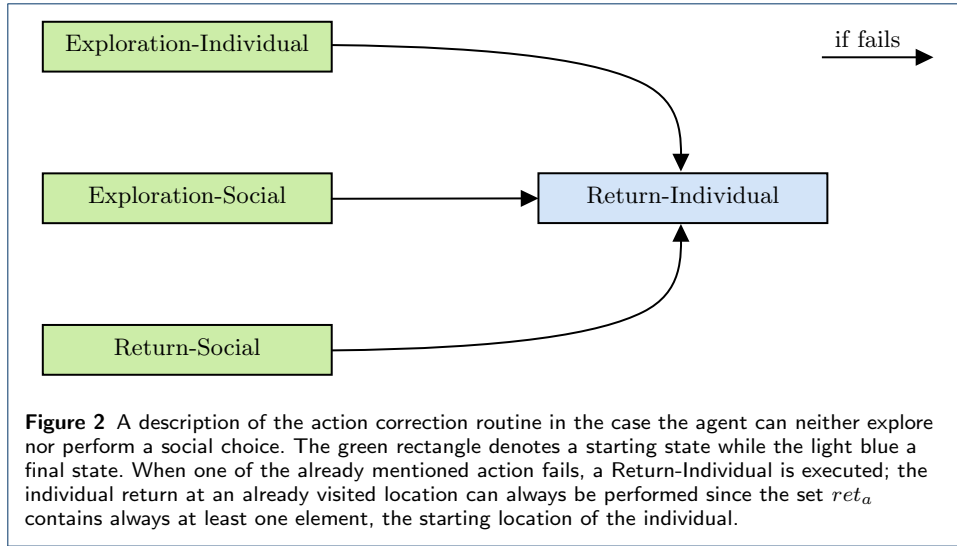 Exploration-Individual
if fails
Exploration-Social
Return-Individual
Return-Social
Figure 2 A description of the action correction routine in the case the agent can neither explore
nor perform a social choice. The green rectangle denotes a starting state while the light blue a
final state. When one of the already mentioned action fails, a Return-Individual is executed; the
individual return at an already visited location can always be performed since the set ret_a
contains always at least one element, the starting location of the individual.